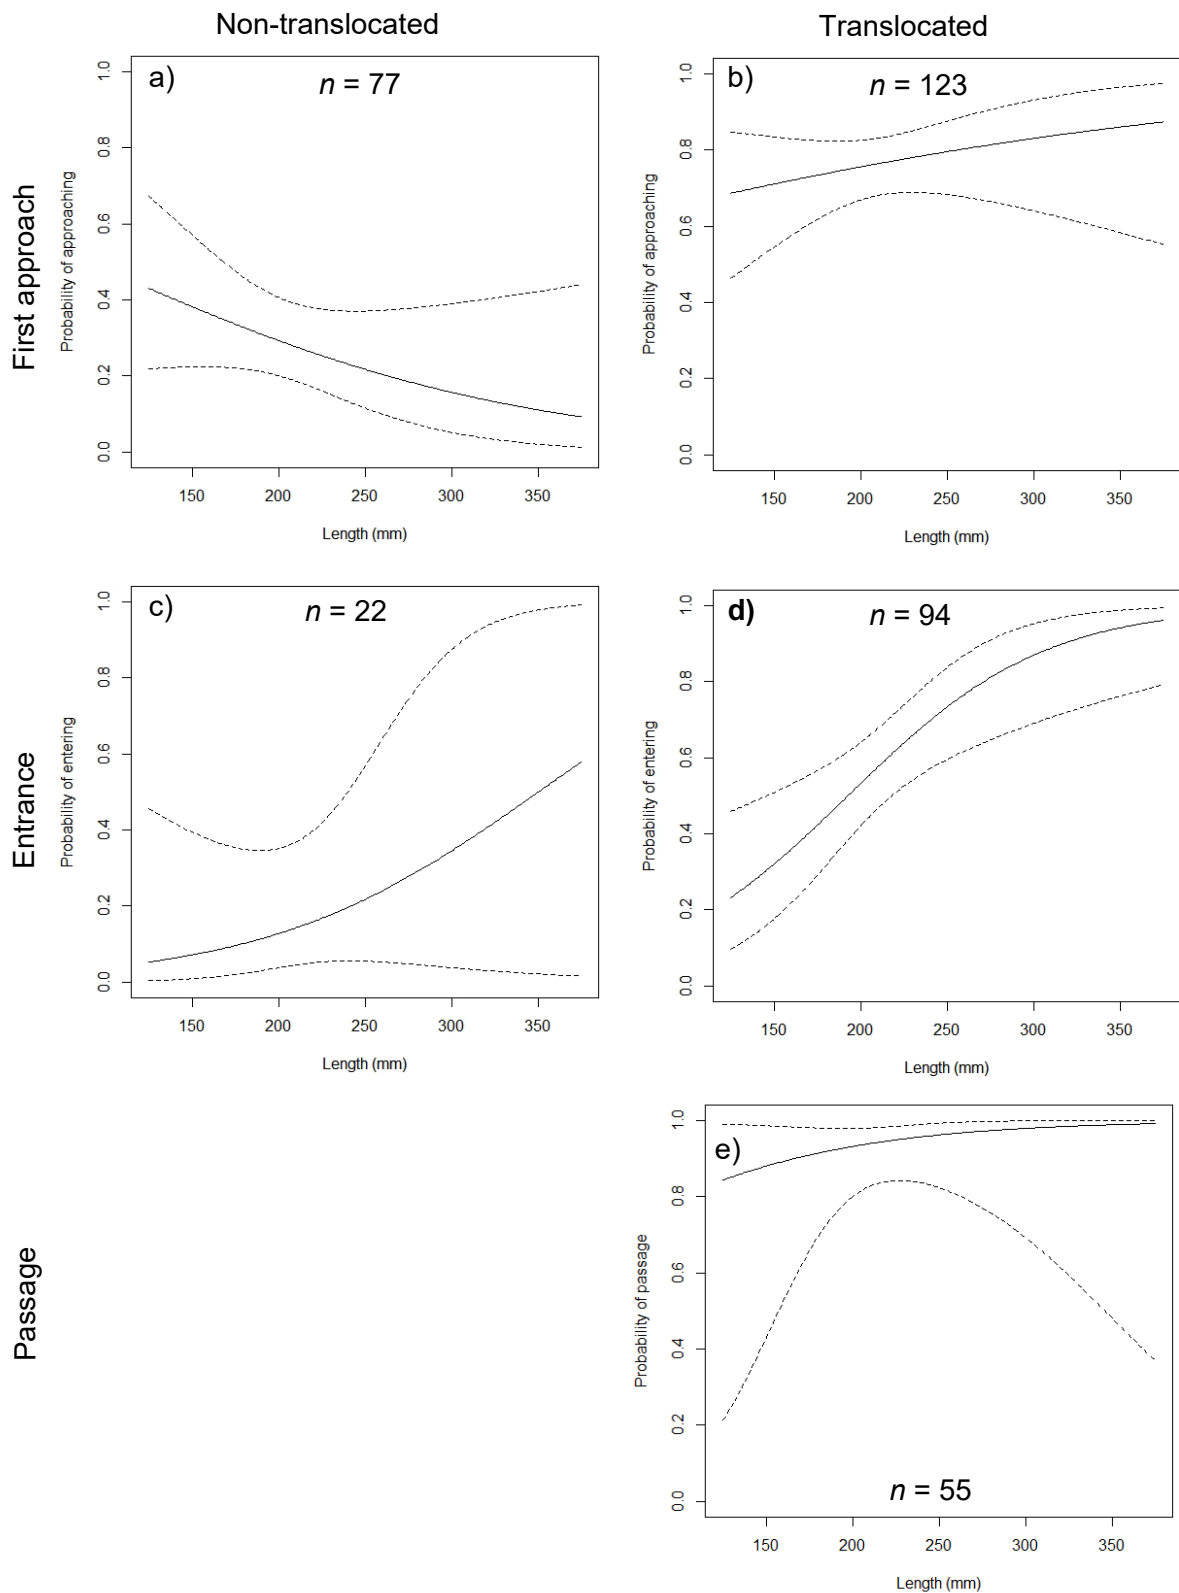 Non-translocated
Translocated
First approach
a)
n = 77
Probability of approaching
0.0 0.2 0.4 0.6 0.8 1.0
150 200 250 300 350
Length (mm)
b)
n = 123
Probability of approaching
0.0 0.2 0.4 0.6 0.8 1.0
150 200 250 300 350
Length (mm)
Entrance
c)
n = 22
Probability of entering
0.0 0.2 0.4 0.6 0.8 1.0
150 200 250 300 350
Length (mm)
d)
n = 94
Probability of entering
0.0 0.2 0.4 0.6 0.8 1.0
150 200 250 300 350
Length (mm)
Passage
e)
n = 55
Probability of passage
0.0 0.2 0.4 0.6 0.8 1.0
150 200 250 300 350
Length (mm)